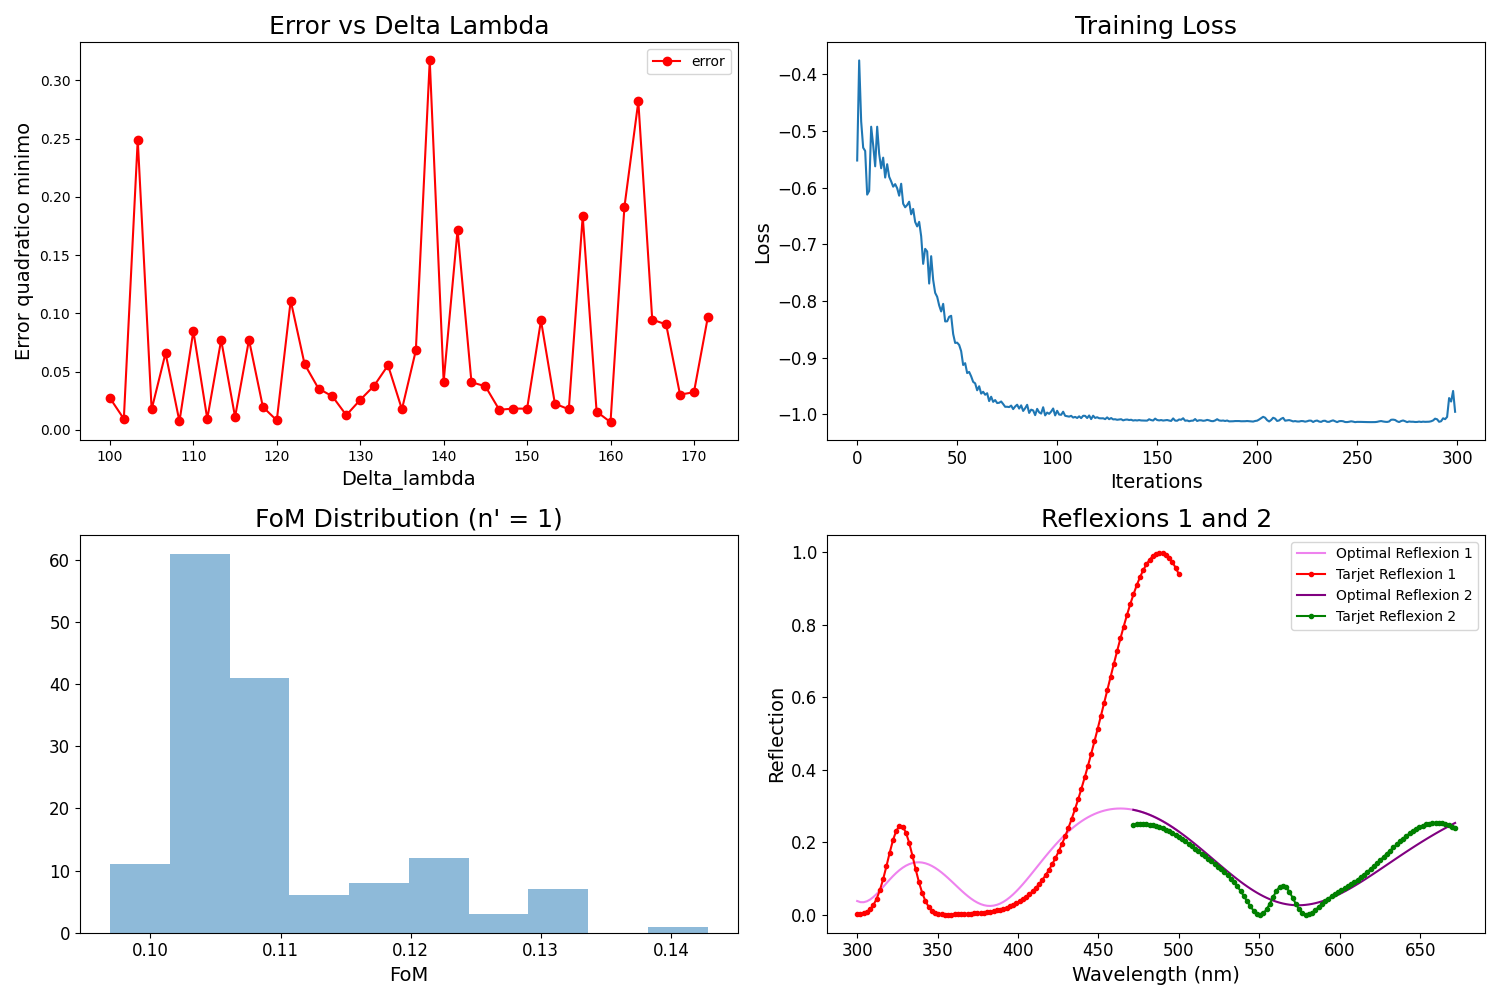 Error vs Delta Lambda
error
Error quadratico minimo
0.30
0.25
0.20
0.15
0.10
0.05
0.00
100 110 120 130 140 150 160 170
Delta_lambda
Training Loss
Loss
−0.4
−0.5
−0.6
−0.7
−0.8
−0.9
−1.0
0 50 100 150 200 250 300
Iterations
FoM Distribution (n' = 1)
60
50
40
30
20
10
0
0.10 0.11 0.12 0.13 0.14
FoM
Reflexions 1 and 2
Optimal Reflexion 1
Tarjet Reflexion 1
Optimal Reflexion 2
Tarjet Reflexion 2
Reflection
1.0
0.8
0.6
0.4
0.2
0.0
300 350 400 450 500 550 600 650
Wavelength (nm)